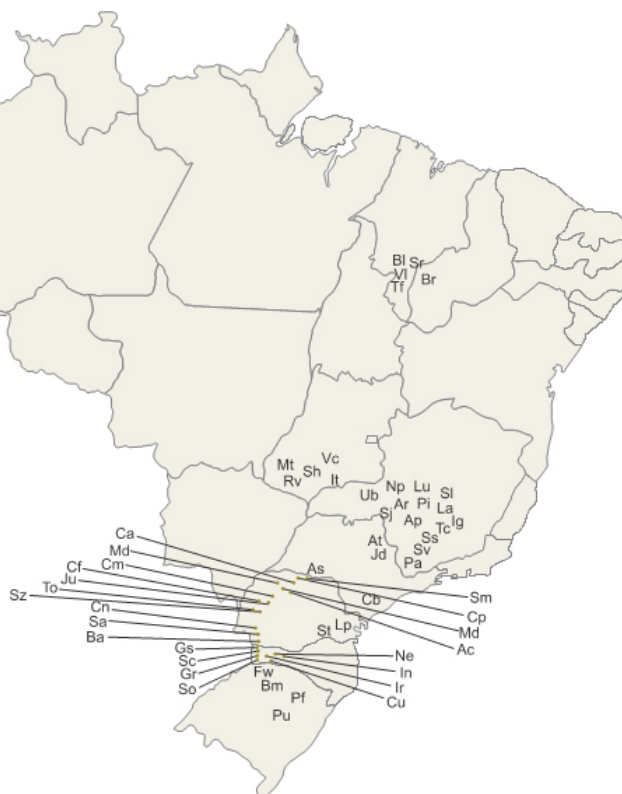 Bl Sr
Vl
Tf Br
Mt Vc
Sh
Rv It
Ub Np Lu Sl
Ar Pi La
Sj Ap Ig
Tc
At Ss
Jd Sv
Pa
Ca
Md
Cm
Cf
Ju
To
Sz
Cn
Sa
Ba
Gs
Sc
Gr
So
As
Cb
Sm
Cp
Md
Ac
St Lp
Ne
In
Ir
Cu
Fw
Bm
Pf
Pu